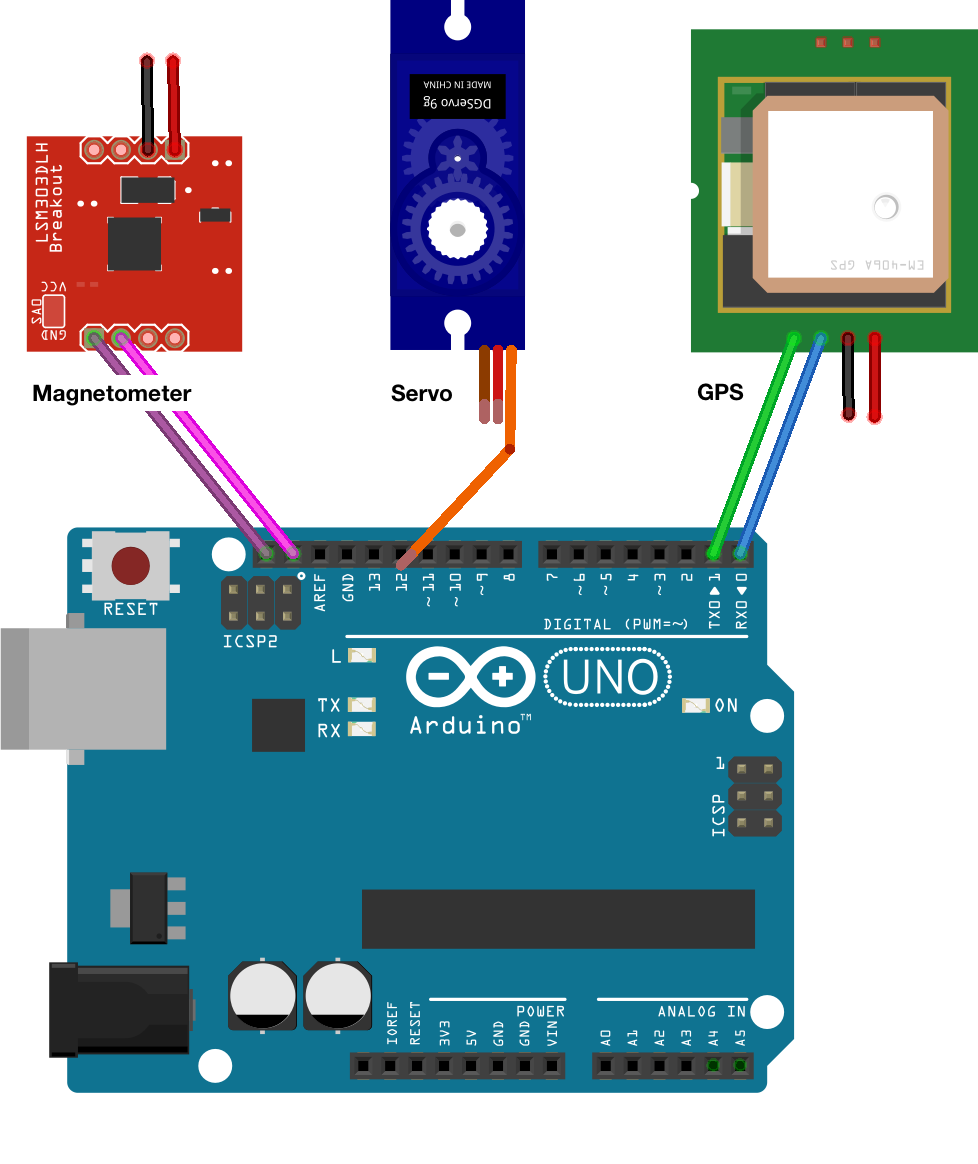 LSM303DLH
Breakout
VCC
SA0
GND
MADE IN CHINA
DGServo 9g
EM-406A GPS
Magnetometer
Servo
GPS
RESET
ICSP2
AREF
GND
13
12
~11
~10
~9
8
7
~6
~5
4
~3
2
TX0▶1
RX0◀0
DIGITAL (PWM=~)
L
TX
RX
UNO
Arduino™
ON
1
ICSP
IOREF
RESET
3V3
5V
GND
GND
VIN
POWER
ANALOG IN
A0
A1
A2
A3
A4
A5